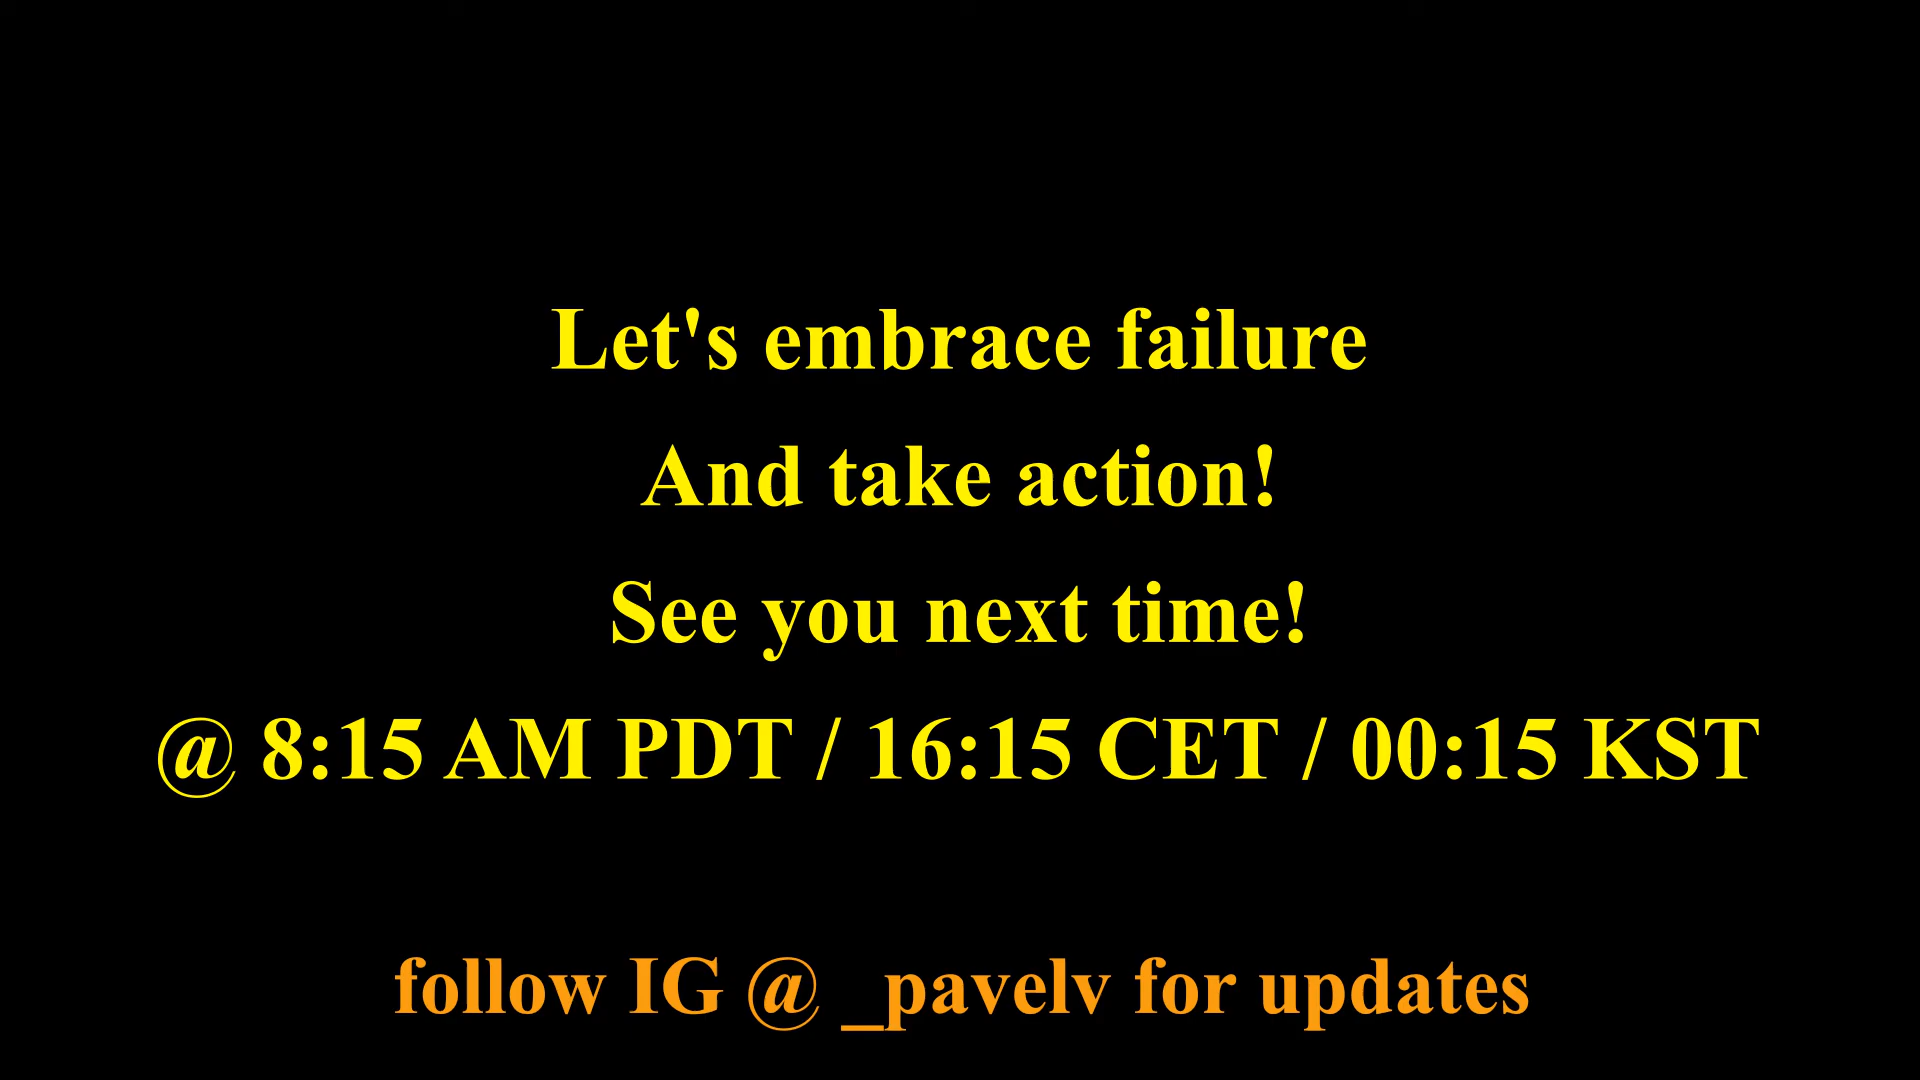 Let's embrace failure
And take action!
See you next time!
@ 8:15 AM PDT / 16:15 CET / 00:15 KST
follow IG @ _pavelv for updates